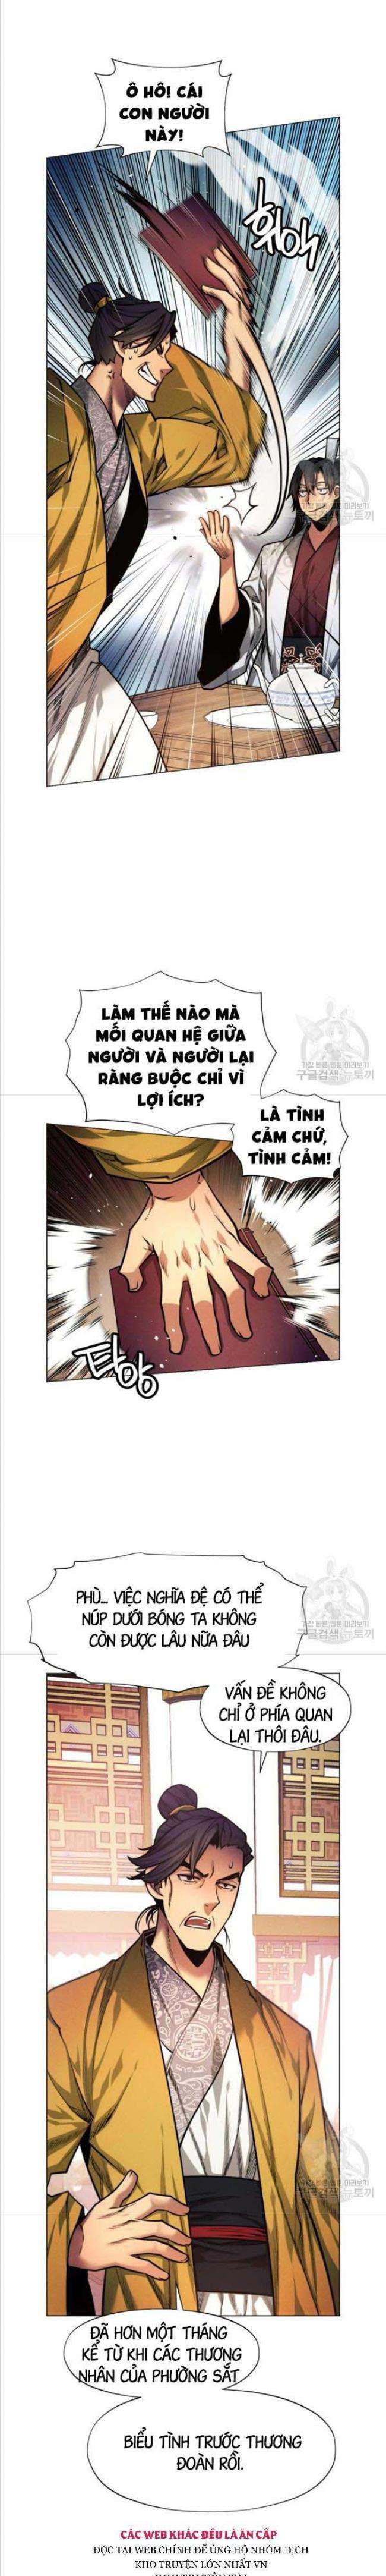 Ô HÔ! CÁI
CON NGƯỜI
NÀY!
확
LÀM THẾ NÀO MÀ
MỐI QUAN HỆ GIỮA
NGƯỜI VÀ NGƯỜI LẠI
RÀNG BUỘC CHỈ VÌ
LỢI ÍCH?
LÀ TÌNH
CẢM CHỨ,
TÌNH CẢM!
PHÙ... VIỆC NGHĨA ĐỆ CÓ THỂ
NÚP DƯỚI BÓNG TA KHÔNG
CÒN ĐƯỢC LÂU NỮA ĐÂU
VẤN ĐỀ KHÔNG
CHỈ Ở PHÍA QUAN
LẠI THÔI ĐÂU.
ĐÃ HƠN MỘT THÁNG
KỂ TỪ KHI CÁC THƯƠNG
NHÂN CỦA PHƯỜNG SẮT
BIỂU TÌNH TRƯỚC THƯƠNG
ĐOÀN RỒI.
CÁC WEB KHÁC ĐỀU LÀ ĂN CẮP
ĐỌC TẠI WEB CHÍNH ĐỂ ỦNG HỘ NHÓM DỊCH
KHO TRUYỆN LỚN NHẤT VN